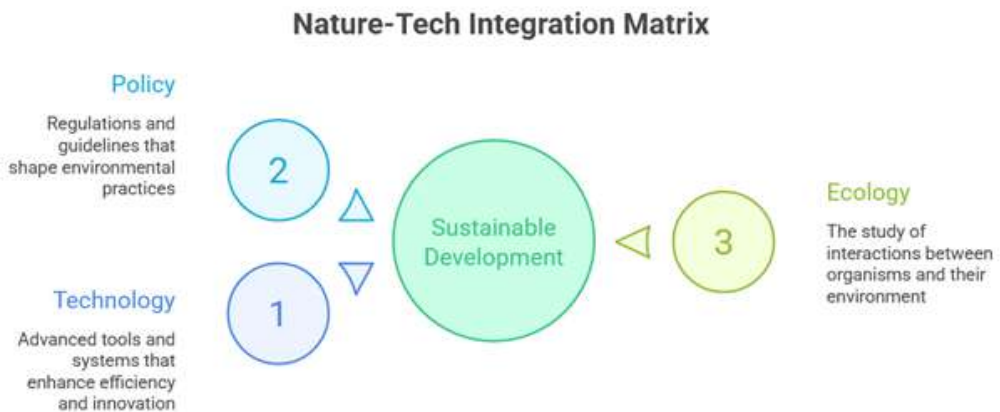 Nature-Tech Integration Matrix
Policy
Regulations and
guidelines that
shape environmental
practices
2
Technology
Advanced tools and
systems that
enhance efficiency
and innovation
1
Sustainable
Development
3
Ecology
The study of
interactions between
organisms and their
environment